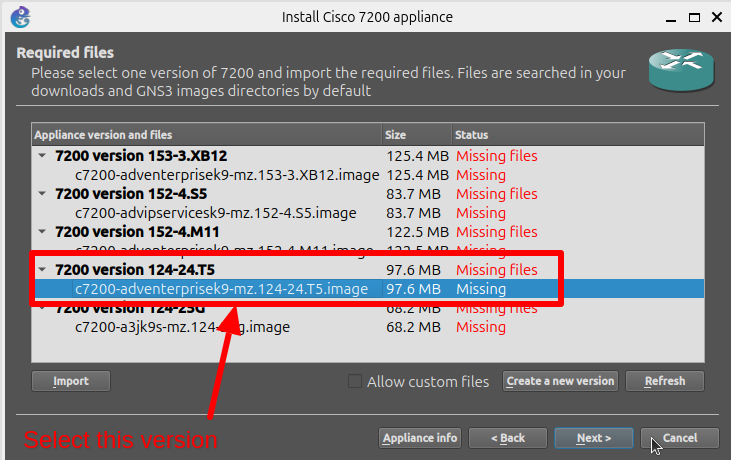 Install Cisco 7200 appliance
Required files
Please select one version of 7200 and import the required files. Files are searched in your
downloads and GNS3 images directories by default
Appliance version and files Size Status
7200 version 153-3.XB12 125.4 MB Missing files
c7200-adventerprisek9-mz.153-3.XB12.image 125.4 MB Missing
7200 version 152-4.S5 83.7 MB Missing files
c7200-advipservicesk9-mz.152-4.S5.image 83.7 MB Missing
7200 version 152-4.M11 122.5 MB Missing files
c7200-adventerprisek9-mz.152-4.M11.image 122.5 MB Missing
7200 version 124-24.T5 97.6 MB Missing files
c7200-adventerprisek9-mz.124-24.T5.image 97.6 MB Missing
7200 version 124-25G 68.2 MB Missing files
c7200-a3jk9s-mz.124- g.image 68.2 MB Missing
Import Allow custom files Create a new version Refresh
Select this version
Appliance info < Back Next > Cancel